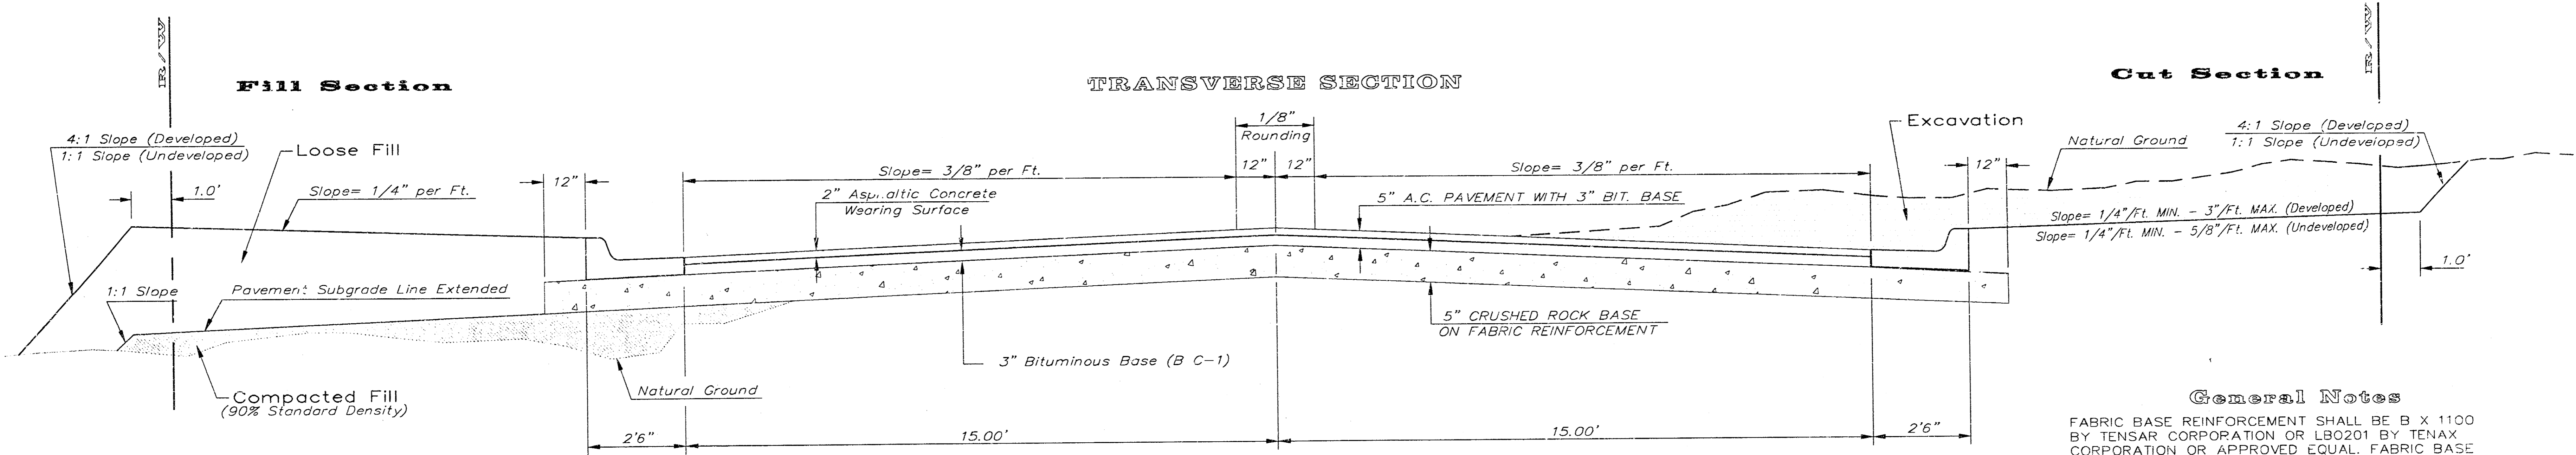 R/W
R/W
Fill Section
TRANSVERSE SECTION
Cut Section
4:1 Slope (Developed)
1:1 Slope (Undeveloped)
Loose Fill
1.0'
Slope= 1/4" per Ft.
12"
Slope= 3/8" per Ft.
2" Asphaltic Concrete
Wearing Surface
1/8"
Rounding
12"
12"
Slope= 3/8" per Ft.
5" A.C. PAVEMENT WITH 3" BIT. BASE
Excavation
12"
Natural Ground
4:1 Slope (Developed)
1:1 Slope (Undeveloped)
Slope= 1/4"/Ft. MIN. - 3"/Ft. MAX. (Developed)
Slope= 1/4"/Ft. MIN. - 5/8"/Ft. MAX. (Undeveloped)
1.0'
1:1 Slope
Pavement Subgrade Line Extended
5" CRUSHED ROCK BASE
ON FABRIC REINFORCEMENT
3" Bituminous Base (B C-1)
Natural Ground
Compacted Fill
(90% Standard Density)
2'6"
15.00'
15.00'
2'6"
General Notes
FABRIC BASE REINFORCEMENT SHALL BE B X 1100
BY TENSAR CORPORATION OR LBO201 BY TENAX
CORPORATION OR APPROVED EQUAL. FABRIC BASE